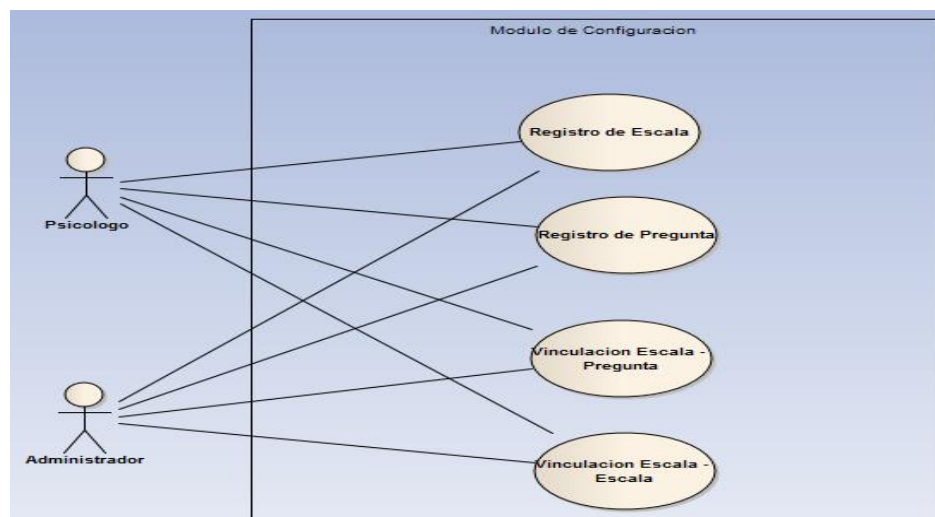 Modulo de Configuracion
Registro de Escala
Psicologo
Registro de Pregunta
Vinculacion Escala -
Pregunta
Administrador
Vinculacion Escala -
Escala